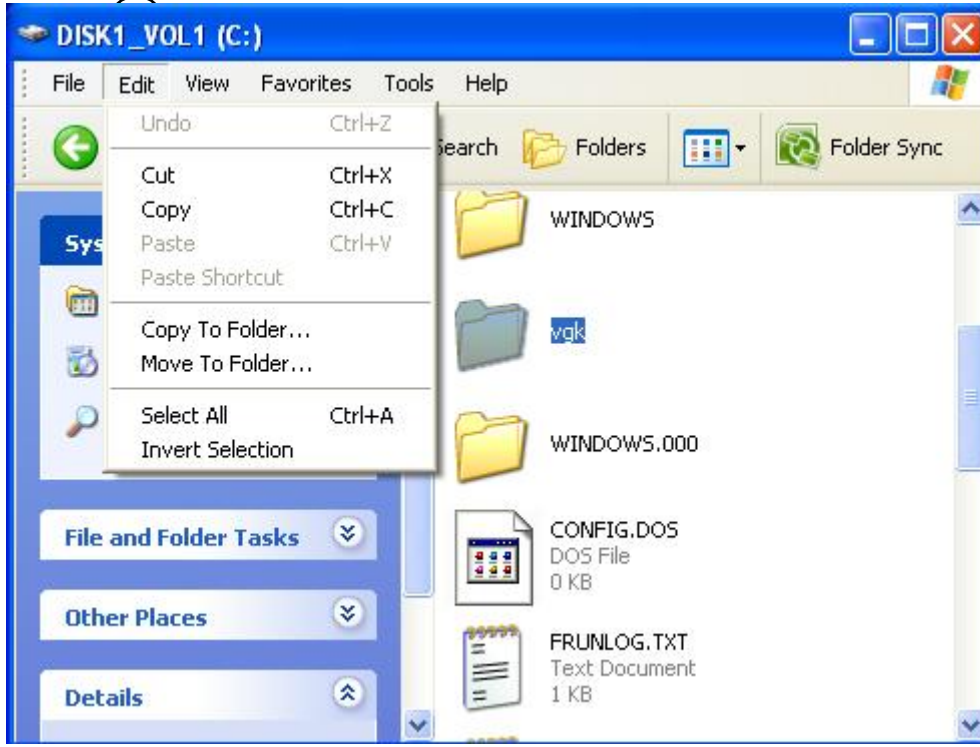 DISK1_VOL1 (C:)
File Edit View Favorites Tools Help
Search Folders Folder Sync
Undo Ctrl+Z
Cut Ctrl+X
Copy Ctrl+C
Paste Ctrl+V
Paste Shortcut
Copy To Folder...
Move To Folder...
Select All Ctrl+A
Invert Selection
Sys
File and Folder Tasks
Other Places
Details
WINDOWS
vgk
WINDOWS.000
CONFIG.DOS
DOS File
0 KB
FRUNLOG.TXT
Text Document
1 KB